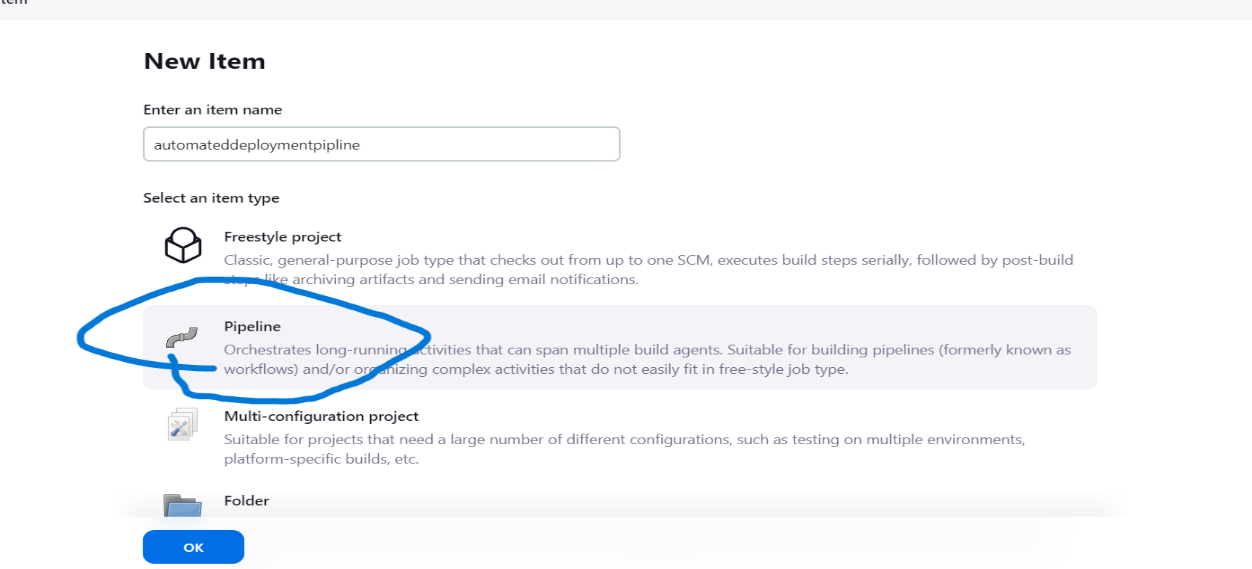 New Item
Enter an item name
automateddeploymentpipline
Select an item type
Freestyle project
Classic, general-purpose job type that checks out from up to one SCM, executes build steps serially, followed by post-build
steps like archiving artifacts and sending email notifications.
Pipeline
Orchestrates long-running activities that can span multiple build agents. Suitable for building pipelines (formerly known as
workflows) and/or organizing complex activities that do not easily fit in free-style job type.
Multi-configuration project
Suitable for projects that need a large number of different configurations, such as testing on multiple environments,
platform-specific builds, etc.
Folder
OK